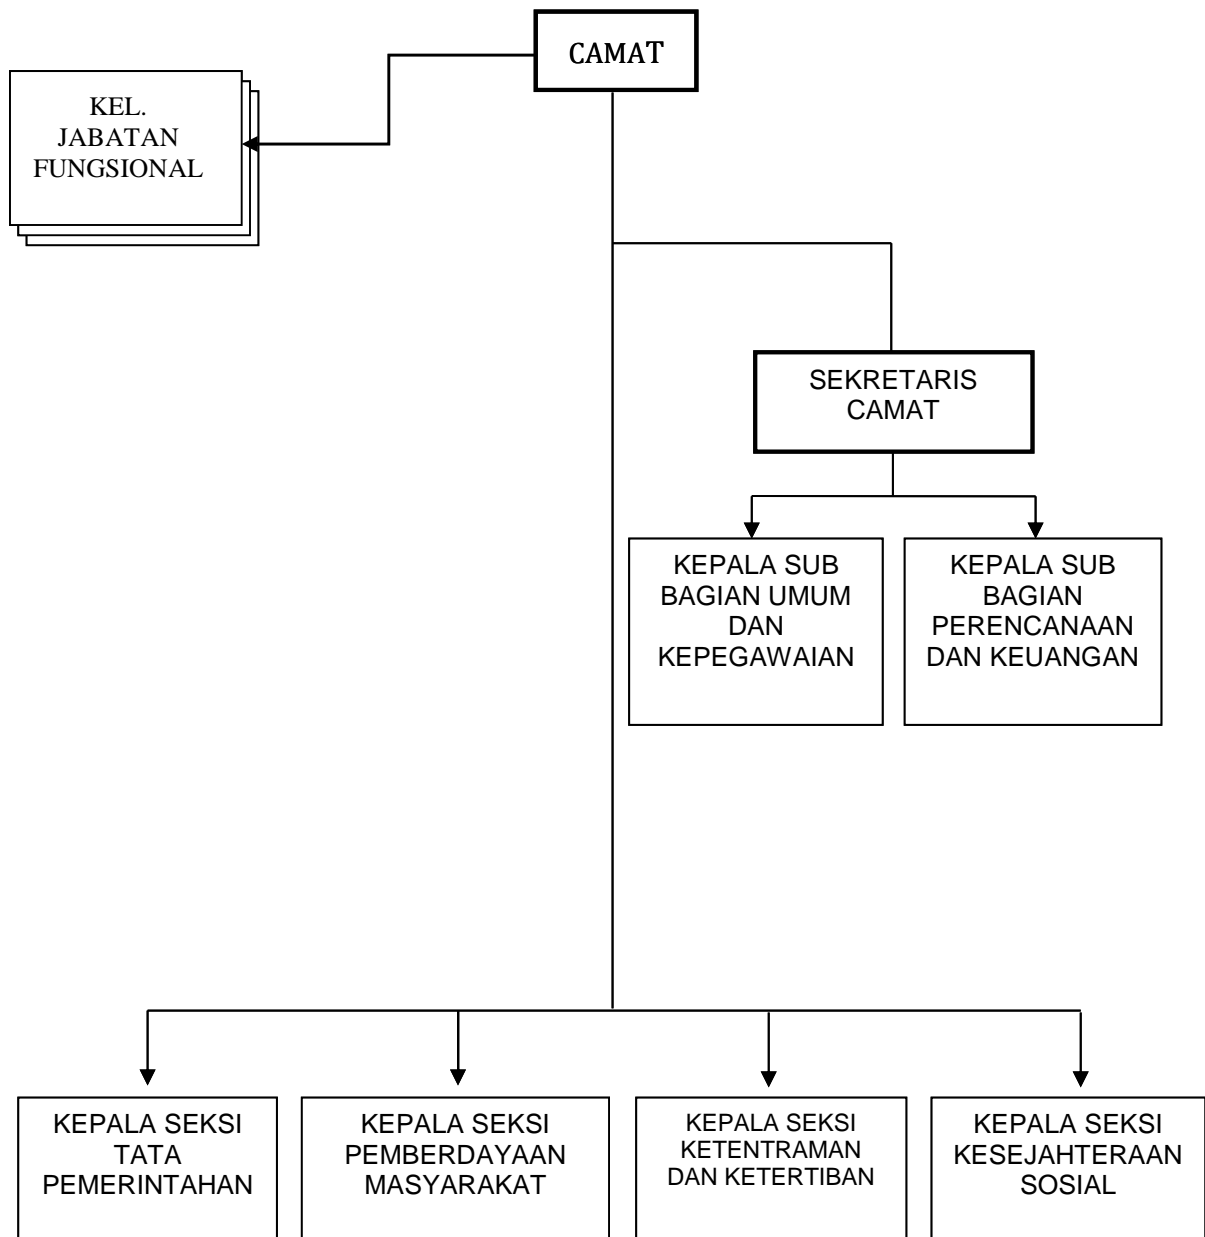 CAMAT
KEL.
JABATAN
FUNGSIONAL
SEKRETARIS
CAMAT
KEPALA SUB
BAGIAN UMUM
DAN
KEPEGAWAIAN
KEPALA SUB
BAGIAN
PERENCANAAN
DAN KEUANGAN
KEPALA SEKSI
TATA
PEMERINTAHAN
KEPALA SEKSI
PEMBERDAYAAN
MASYARAKAT
KEPALA SEKSI
KETENTRAMAN
DAN KETERTIBAN
KEPALA SEKSI
KESEJAHTERAAN
SOSIAL